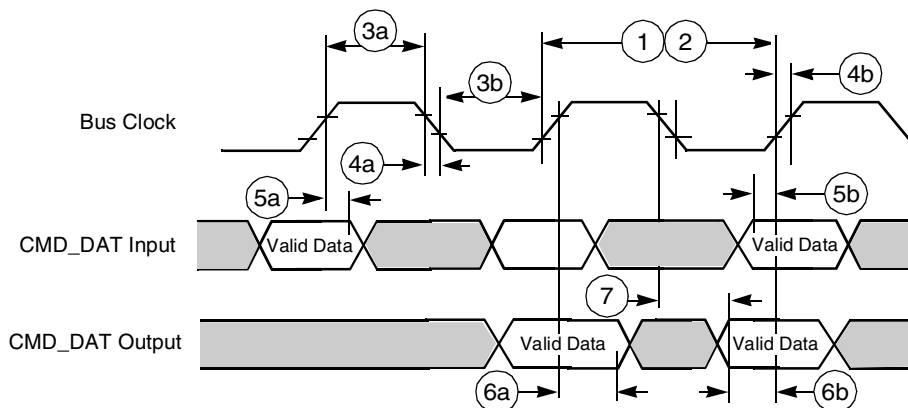 3a
1 2
3b
4b
Bus Clock
4a
5a
5b
CMD_DAT Input
Valid Data
Valid Data
7
CMD_DAT Output
Valid Data
Valid Data
6a
6b